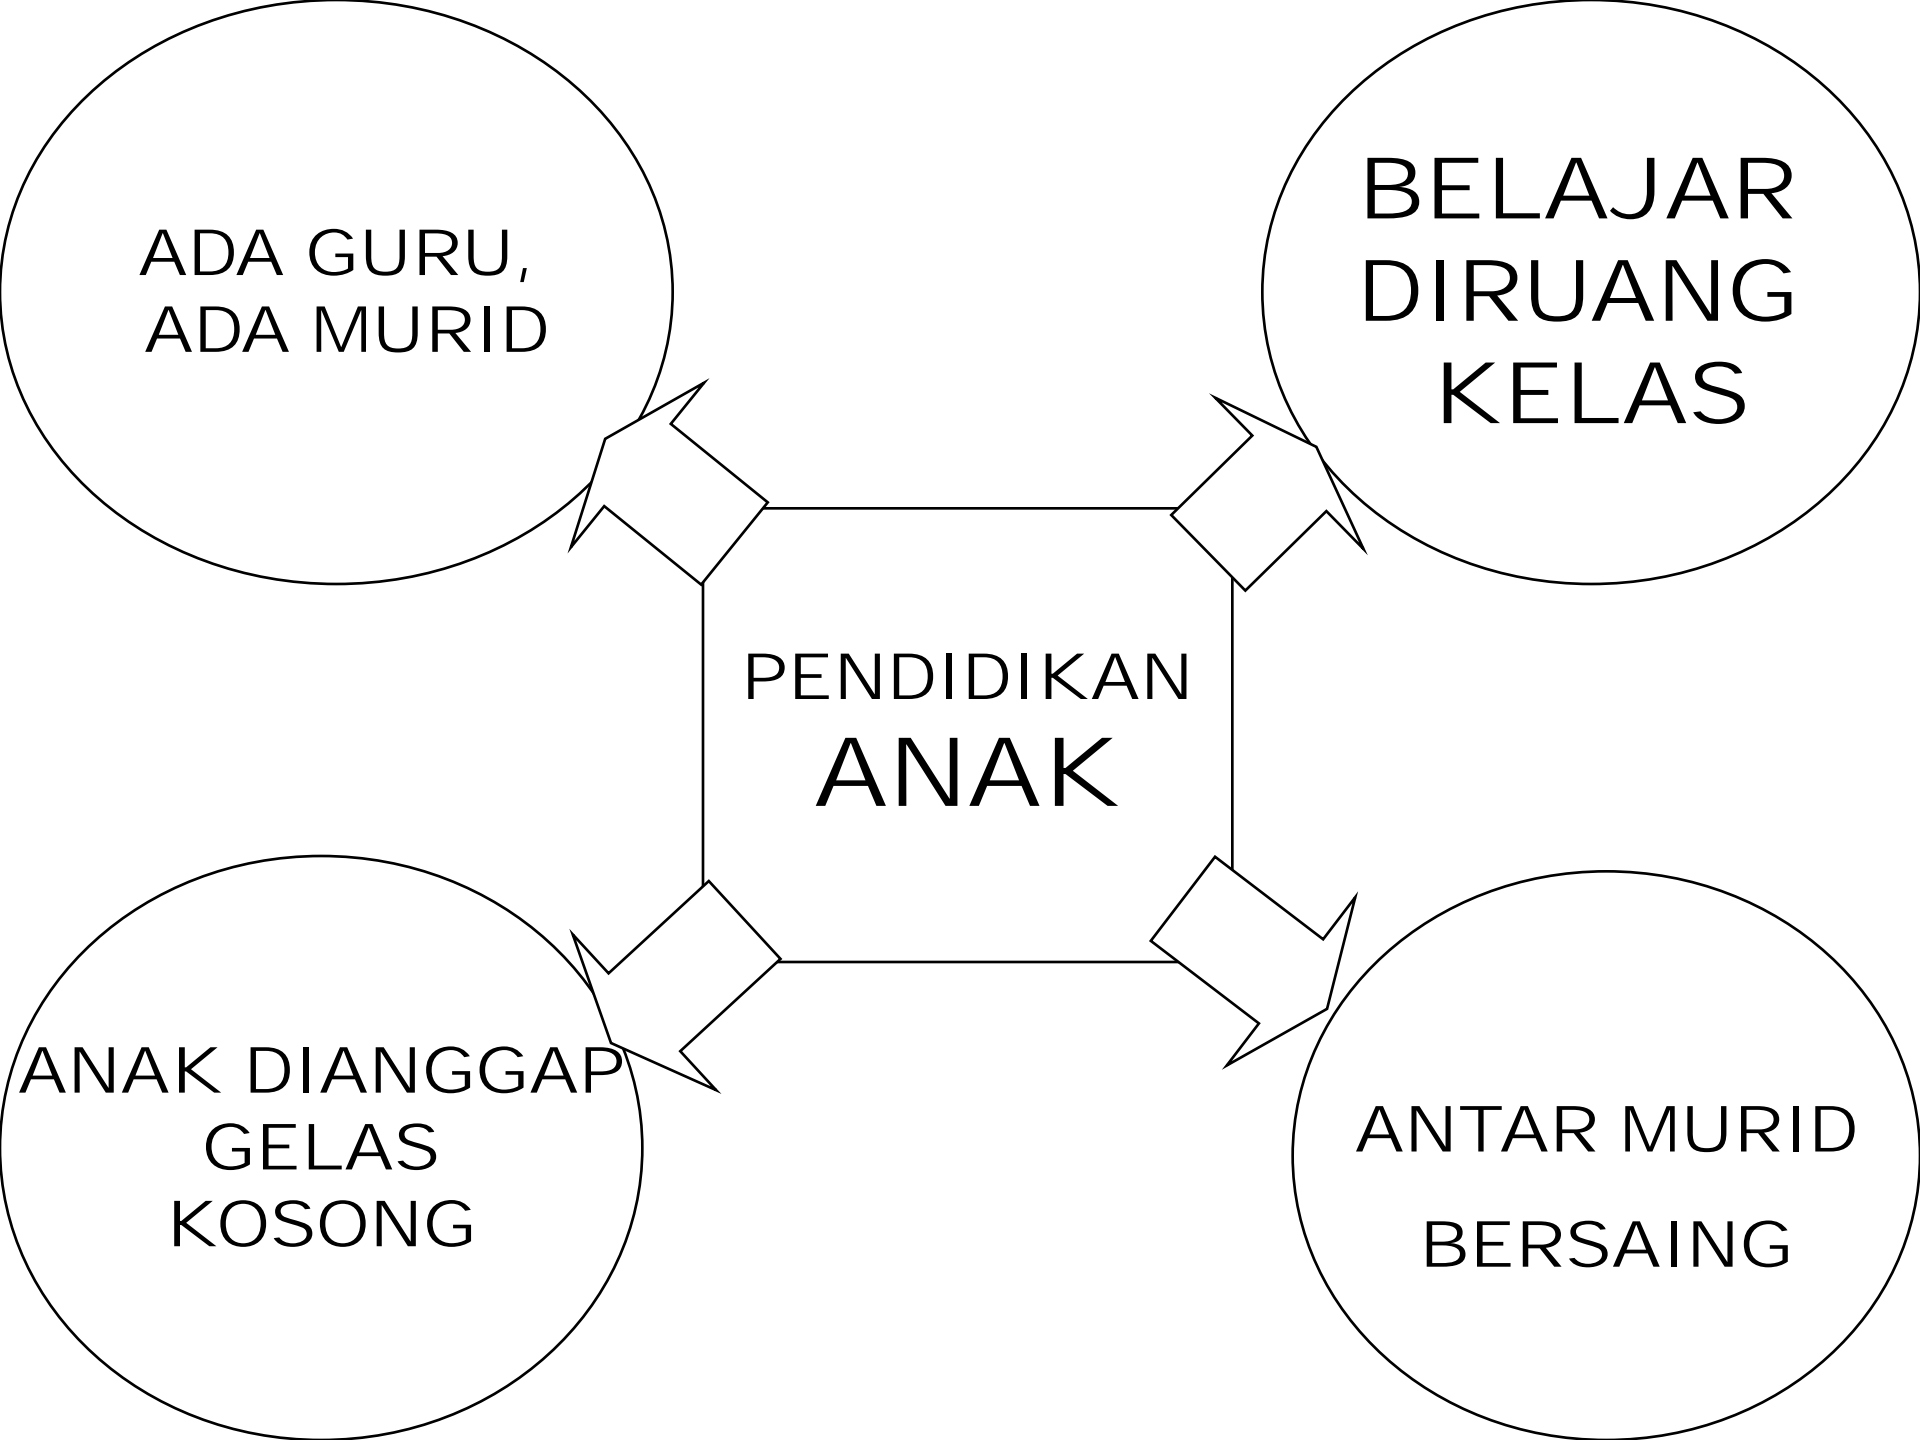 ADA GURU,
ADA MURID
BELAJAR
DIRUANG
KELAS
PENDIDIKAN
ANAK
ANAK DIANGGAP
GELAS
KOSONG
ANTAR MURID
BERSAING